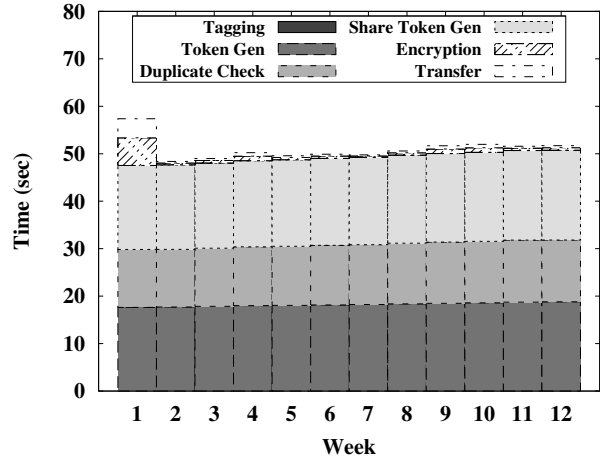 80
70
60
50
40
30
20
10
0
Time (sec)
Tagging
Token Gen
Duplicate Check
Share Token Gen
Encryption
Transfer
1 2 3 4 5 6 7 8 9 10 11 12
Week